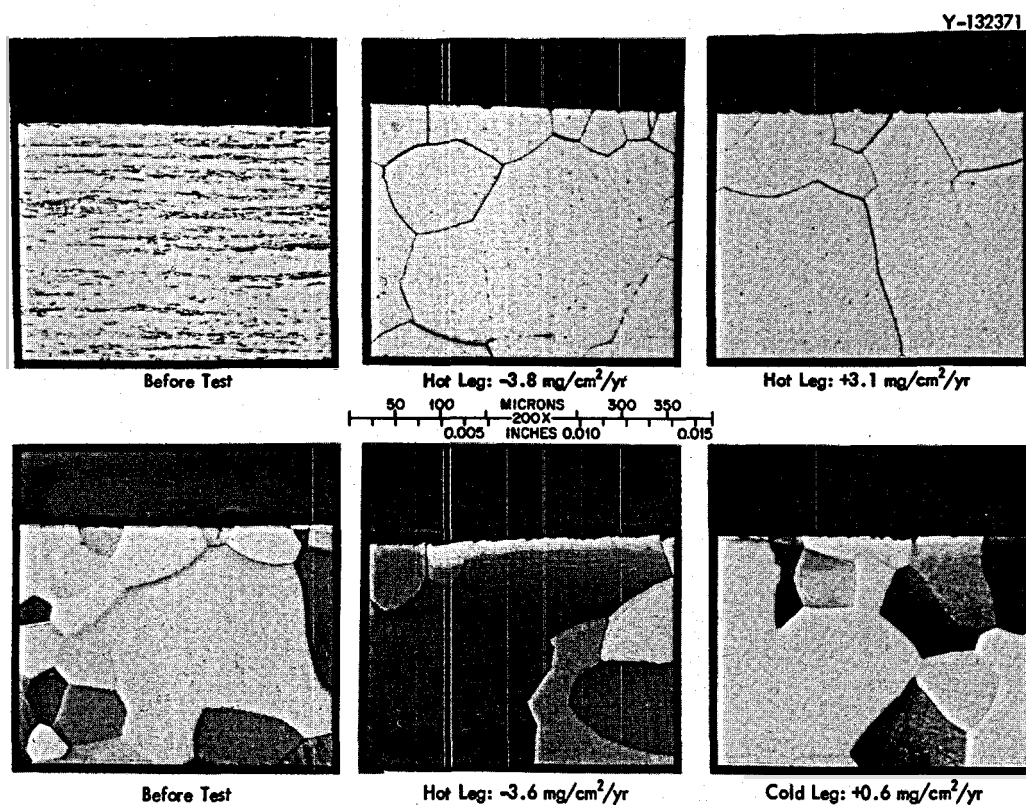 Y-132371
Before Test
Hot Leg: -3.8 mg/cm²/yr
Hot Leg: +3.1 mg/cm²/yr
50 100 MICRONS 300 350
200X
0.005 INCHES 0.010 0.015
Before Test
Hot Leg: -3.6 mg/cm²/yr
Cold Leg: +0.6 mg/cm²/yr